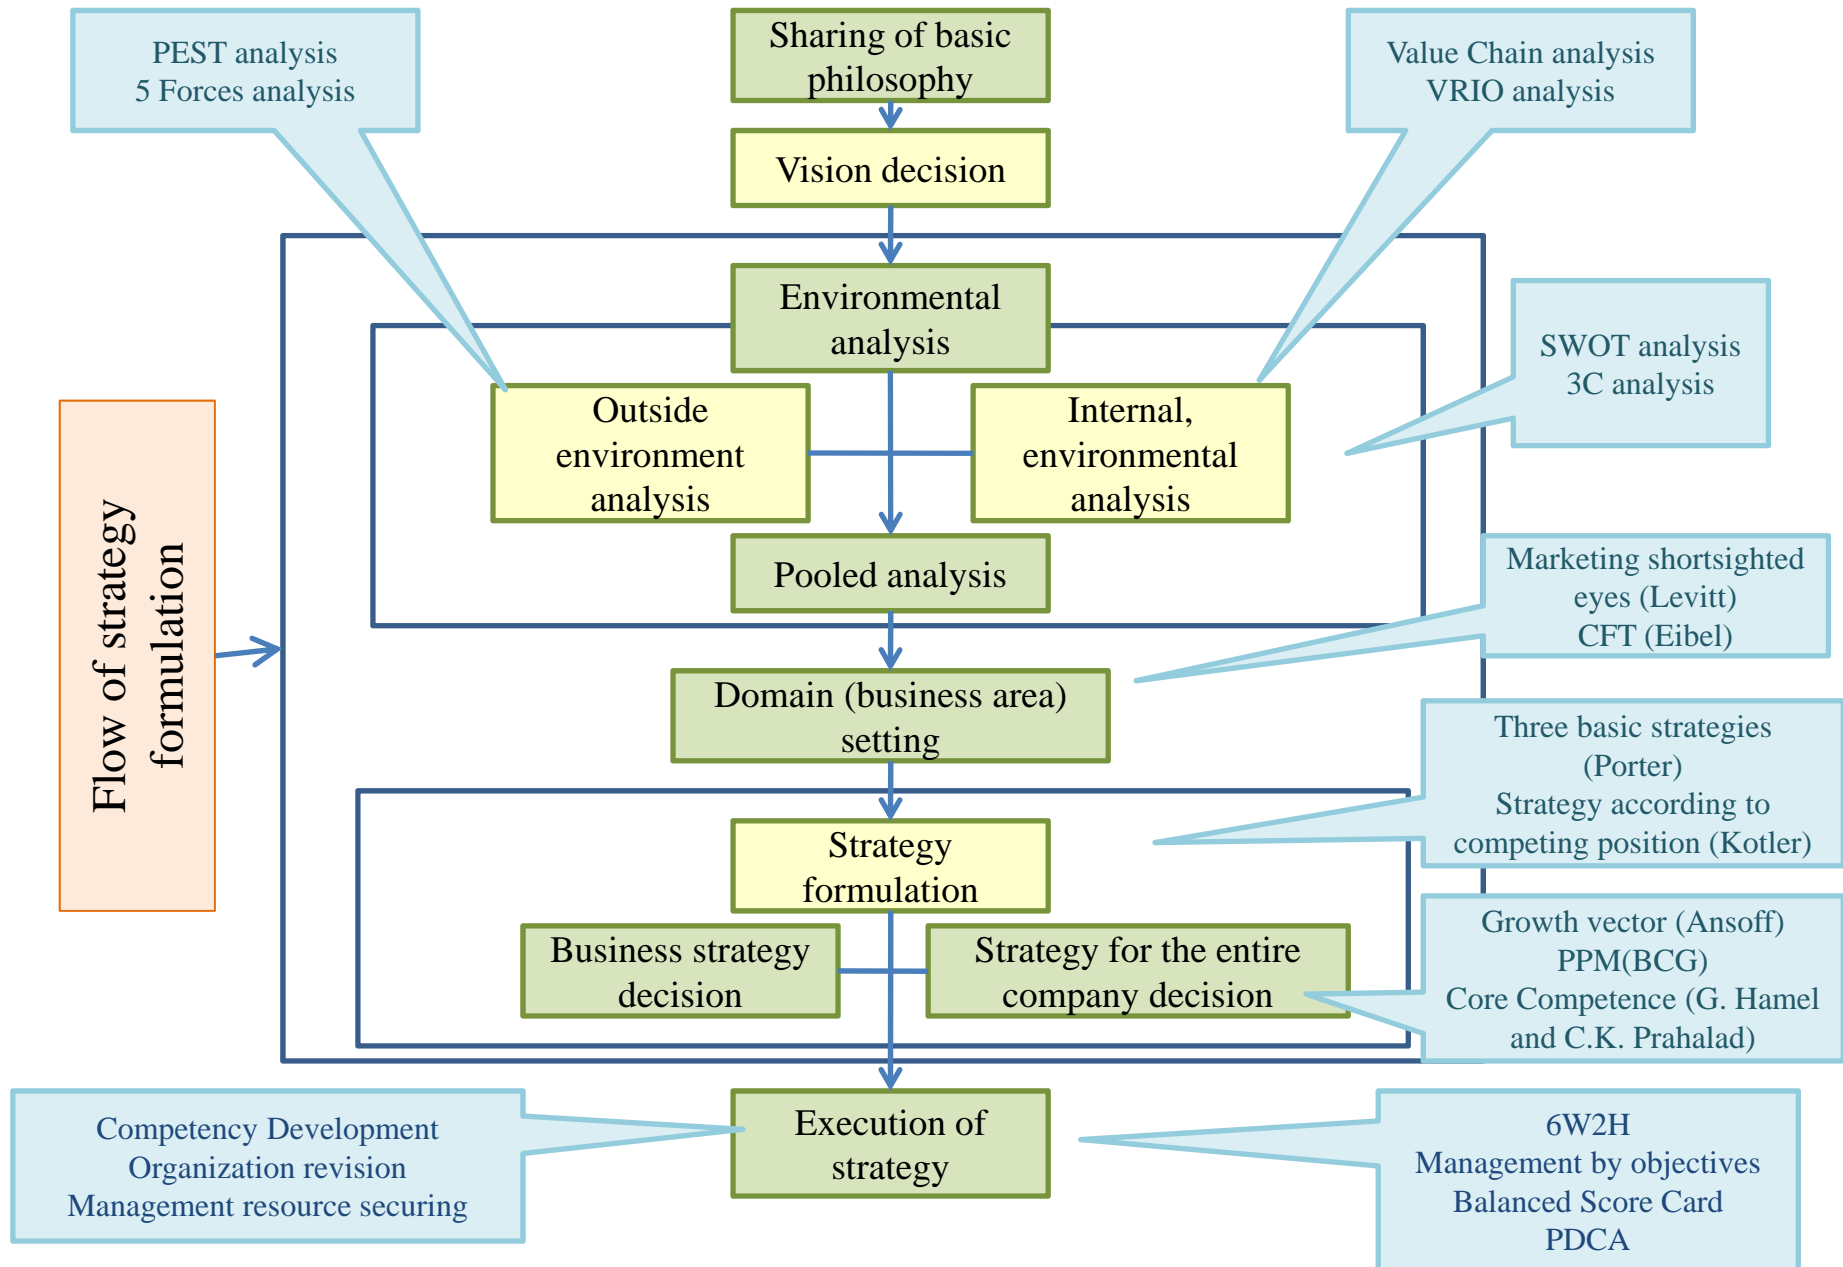 PEST analysis
5 Forces analysis
Sharing of basic
philosophy
Value Chain analysis
VRIO analysis
Vision decision
Environmental
analysis
SWOT analysis
3C analysis
Outside
environment
analysis
Internal,
environmental
analysis
Flow of strategy
formulation
Pooled analysis
Marketing shortsighted
eyes (Levitt)
CFT (Eibel)
Domain (business area)
setting
Three basic strategies
(Porter)
Strategy according to
competing position (Kotler)
Strategy
formulation
Business strategy
decision
Strategy for the entire
company decision
Growth vector (Ansoff)
PPM(BCG)
Core Competence (G. Hamel
and C.K. Prahalad)
Competency Development
Organization revision
Management resource securing
Execution of
strategy
6W2H
Management by objectives
Balanced Score Card
PDCA